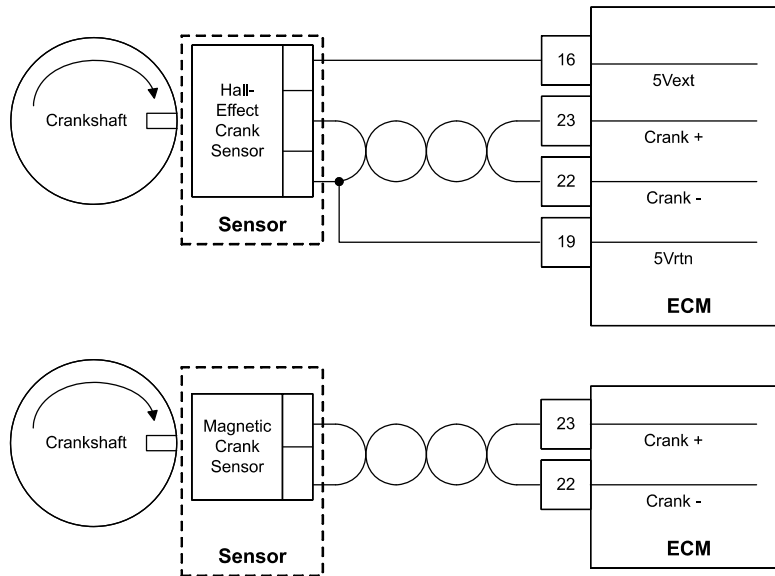 Crankshaft
Hall-
Effect
Crank
Sensor
Sensor
16
5Vext
23
Crank +
22
Crank -
19
5Vrtn
ECM
Crankshaft
Magnetic
Crank
Sensor
Sensor
23
Crank +
22
Crank -
ECM